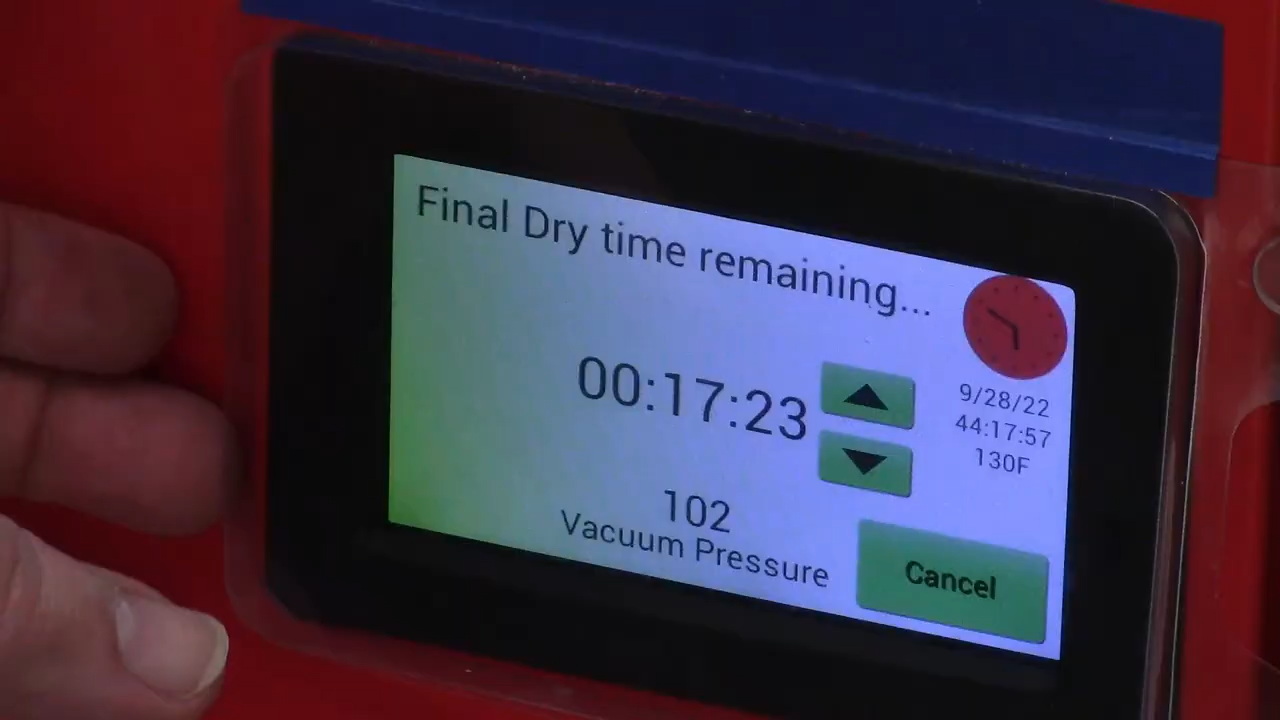 Final Dry time remaining...
00:17:23
9/28/22
44:17:57
130F
102
Vacuum Pressure
Cancel